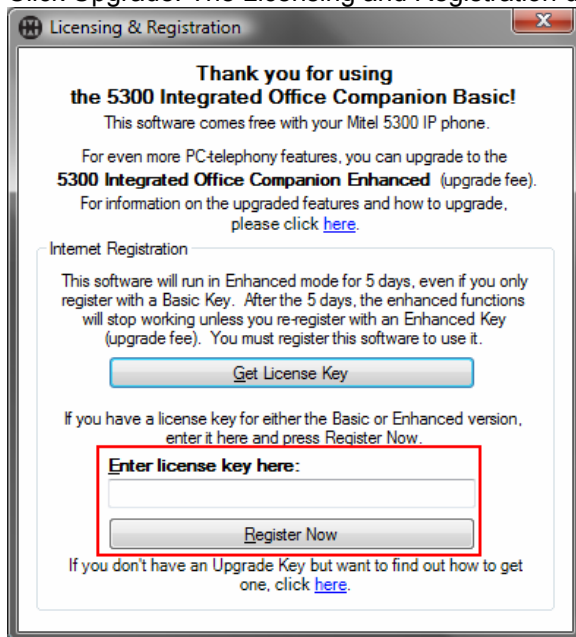 Click Upgrade. The Licensing and Registration
Licensing & Registration
Thank you for using
the 5300 Integrated Office Companion Basic!
This software comes free with your Mitel 5300 IP phone.
For even more PC-telephony features, you can upgrade to the
5300 Integrated Office Companion Enhanced (upgrade fee).
For information on the upgraded features and how to upgrade,
please click here.
Internet Registration
This software will run in Enhanced mode for 5 days, even if you only
register with a Basic Key. After the 5 days, the enhanced functions
will stop working unless you re-register with an Enhanced Key
(upgrade fee). You must register this software to use it.
Get License Key
If you have a license key for either the Basic or Enhanced version,
enter it here and press Register Now.
Enter license key here:
Register Now
If you don't have an Upgrade Key but want to find out how to get
one, click here.